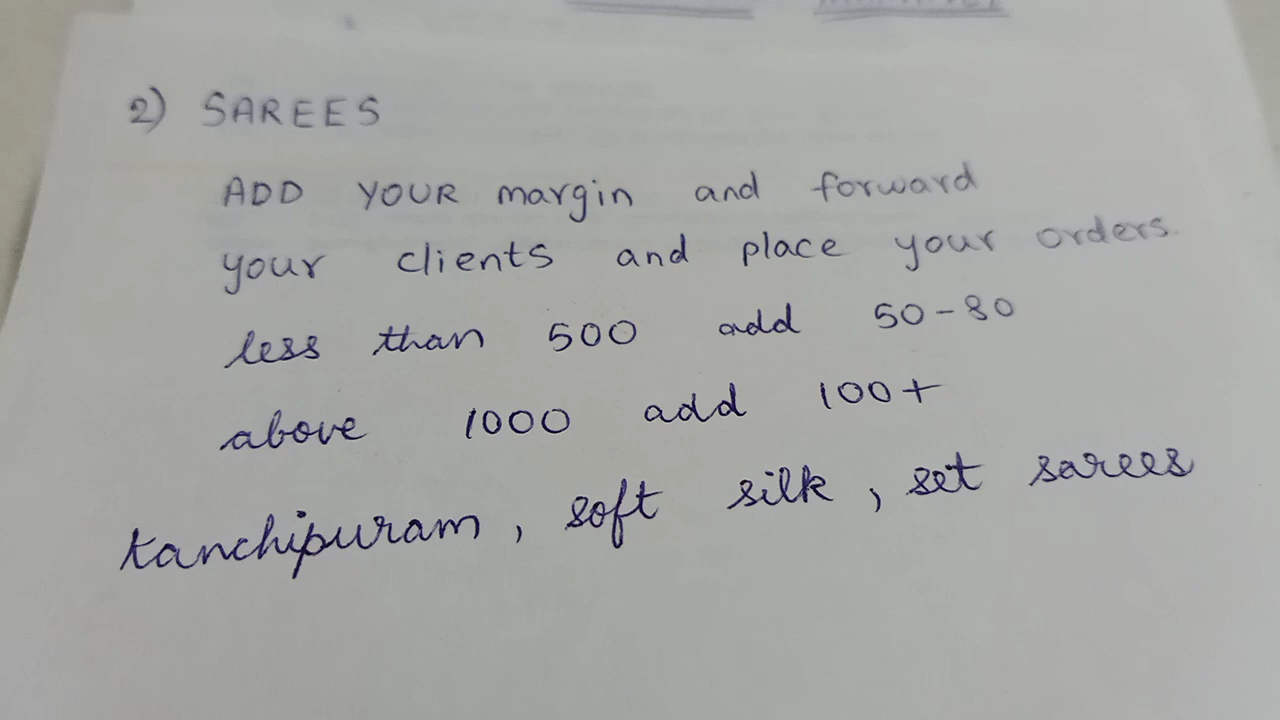 2) SAREES
ADD YOUR margin and forward
your clients and place your orders.
less than 500 add 50-80
above 1000 add 100+
kanchipuram, soft silk, set sarees